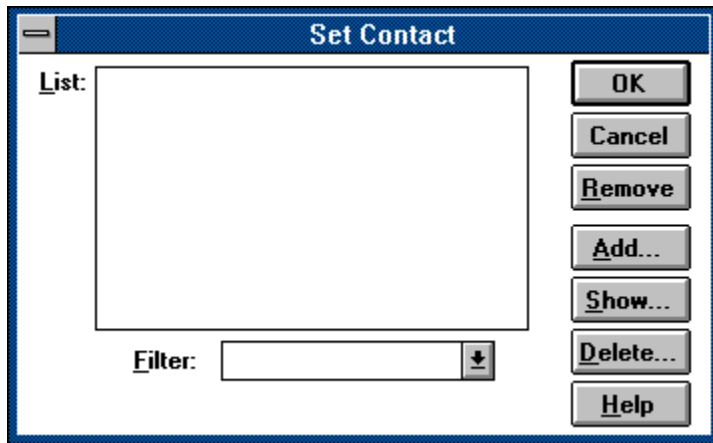 Set Contact
List:
OK
Cancel
Remove
Add...
Show...
Filter:
Delete...
Help